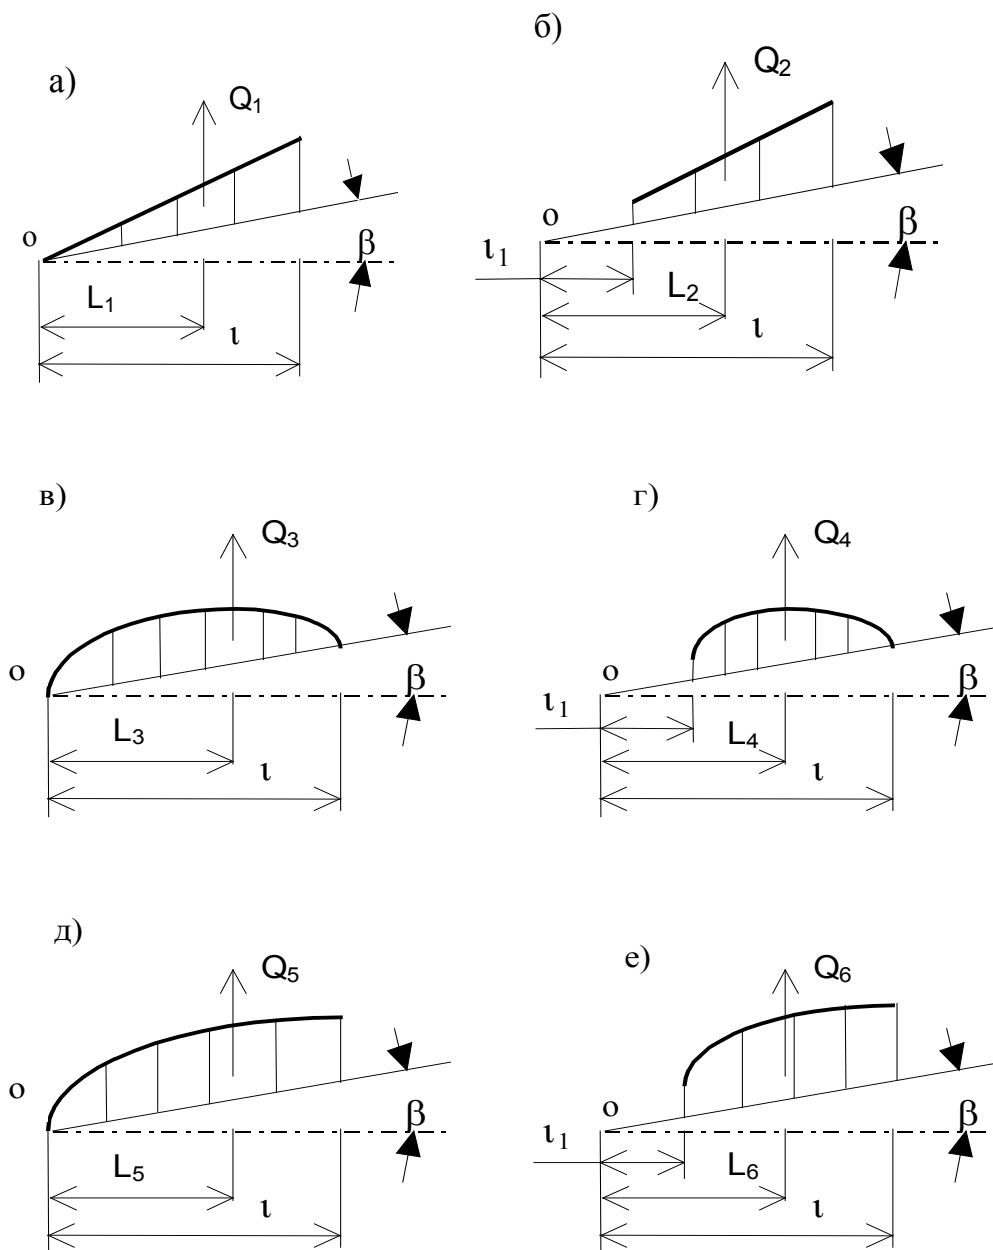 а)
Q1
о
β
L1
ι
б)
Q2
о
β
ι1
L2
ι
в)
Q3
о
β
L3
ι
г)
Q4
о
β
ι1
L4
ι
д)
Q5
о
β
L5
ι
е)
Q6
о
β
ι1
L6
ι